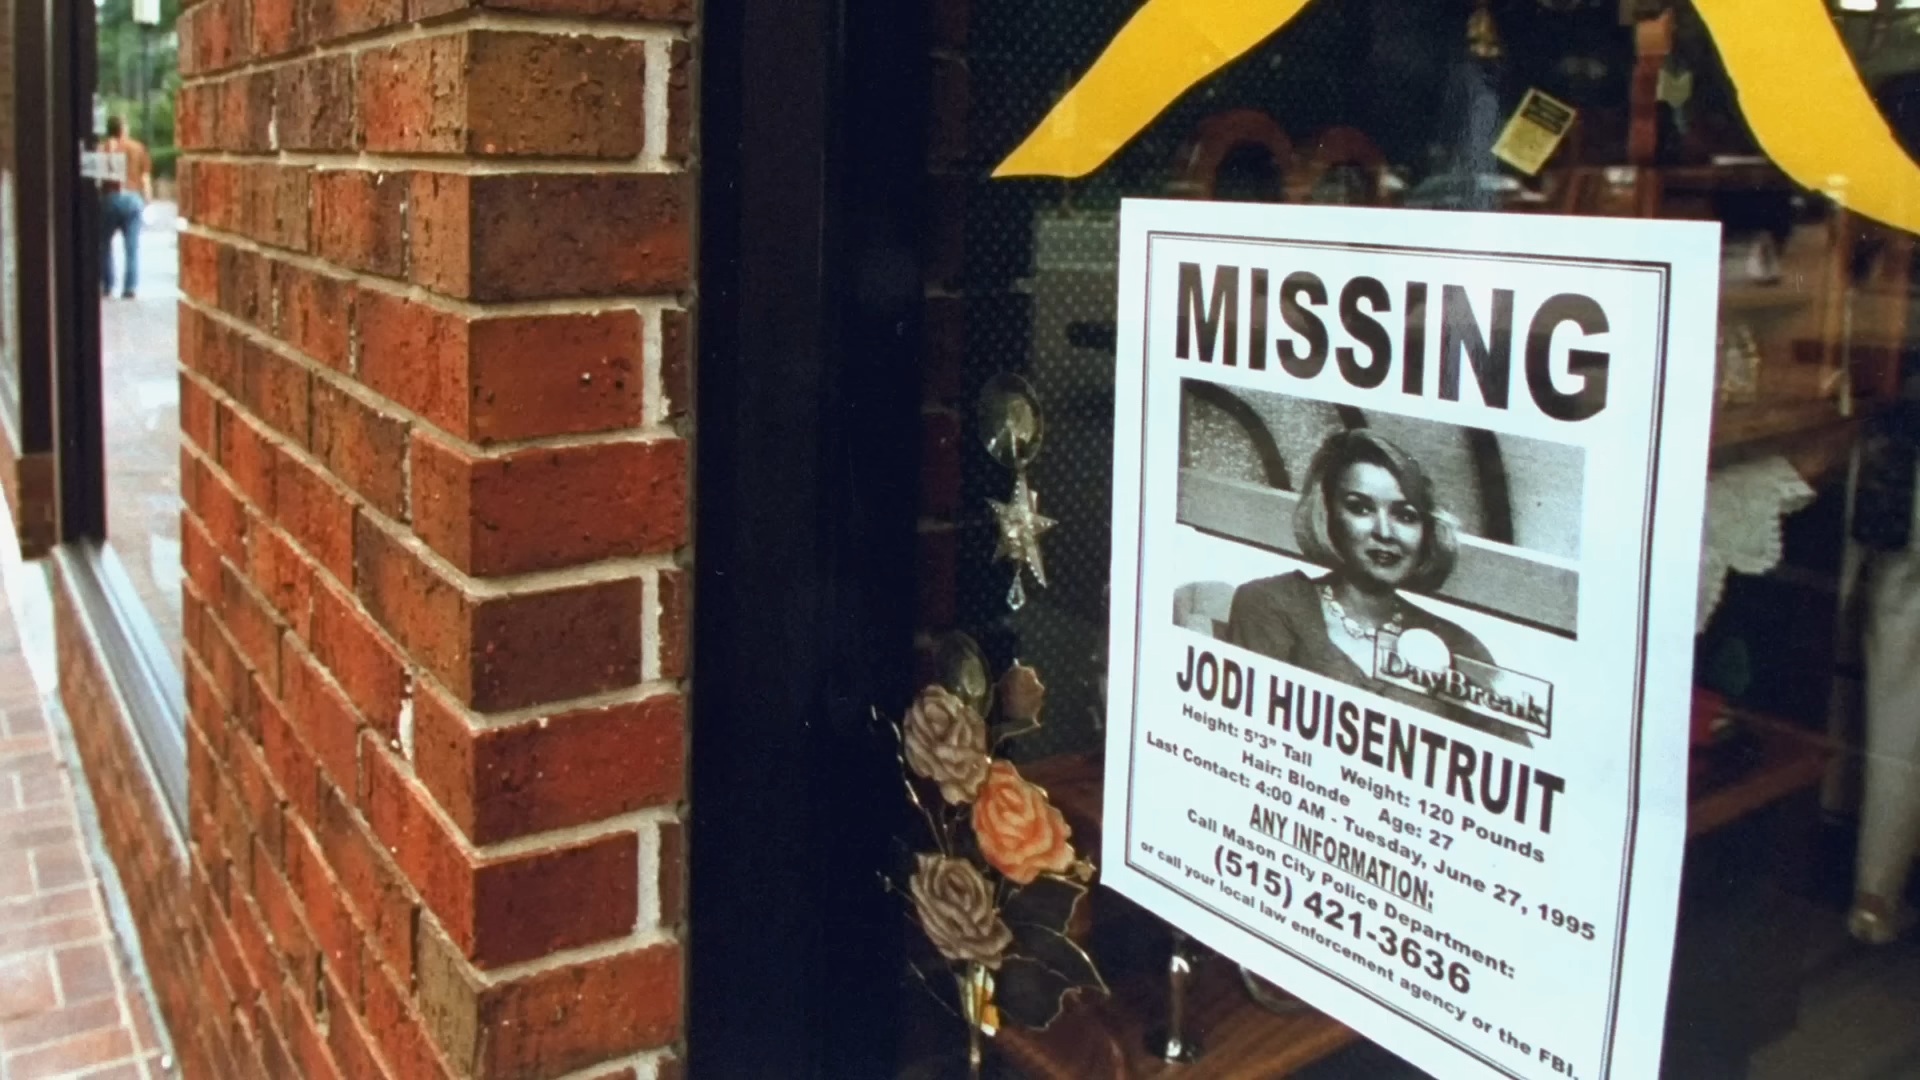 MISSING
DayBreak
JODI HUISENTRUIT
Height: 5'3" Tall Weight: 120 Pounds
Hair: Blonde Age: 27
Last Contact: 4:00 AM - Tuesday, June 27, 1995
ANY INFORMATION:
Call Mason City Police Department:
(515) 421-3636
or call your local law enforcement agency or the FBI.